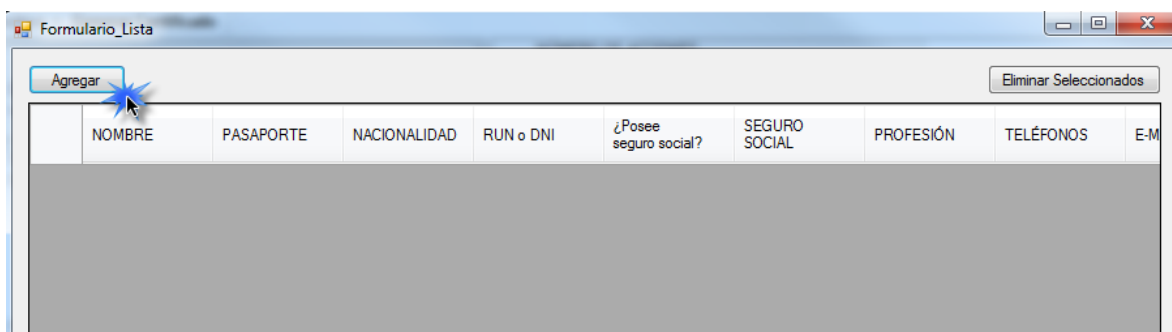 Formulario_Lista
Agregar
Eliminar Seleccionados
NOMBRE
PASAPORTE
NACIONALIDAD
RUN o DNI
¿Posee
seguro social?
SEGURO
SOCIAL
PROFESIÓN
TELÉFONOS
E-M